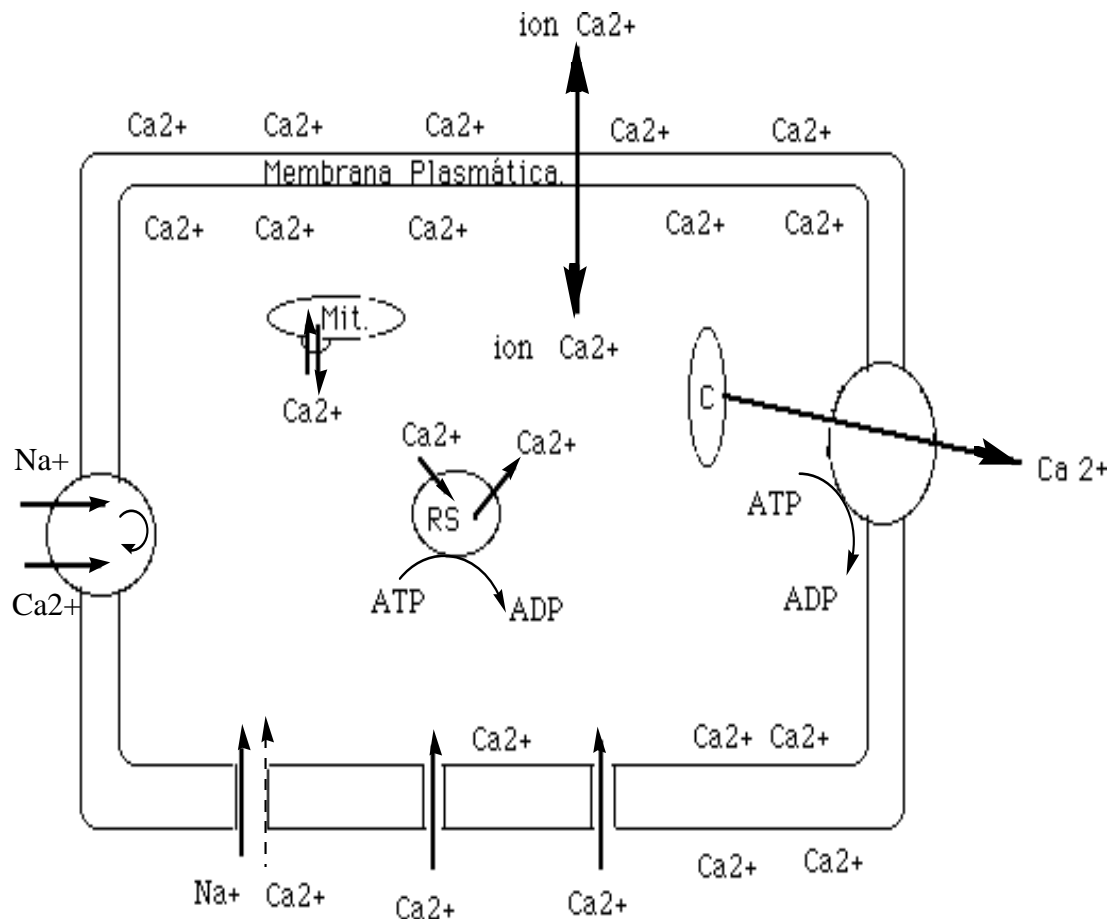 ion Ca2+
Ca2+ Ca2+ Ca2+ Ca2+ Ca2+
Membrana Plasmática.
Ca2+ Ca2+ Ca2+ Ca2+ Ca2+
Mit.
ion Ca2+
Ca2+
C
Ca2+ Ca2+
Na+
Ca 2+
RS
ATP
Ca2+
ATP ADP
ADP
Ca2+ Ca2+ Ca2+
Na+ Ca2+ Ca2+ Ca2+ Ca2+ Ca2+